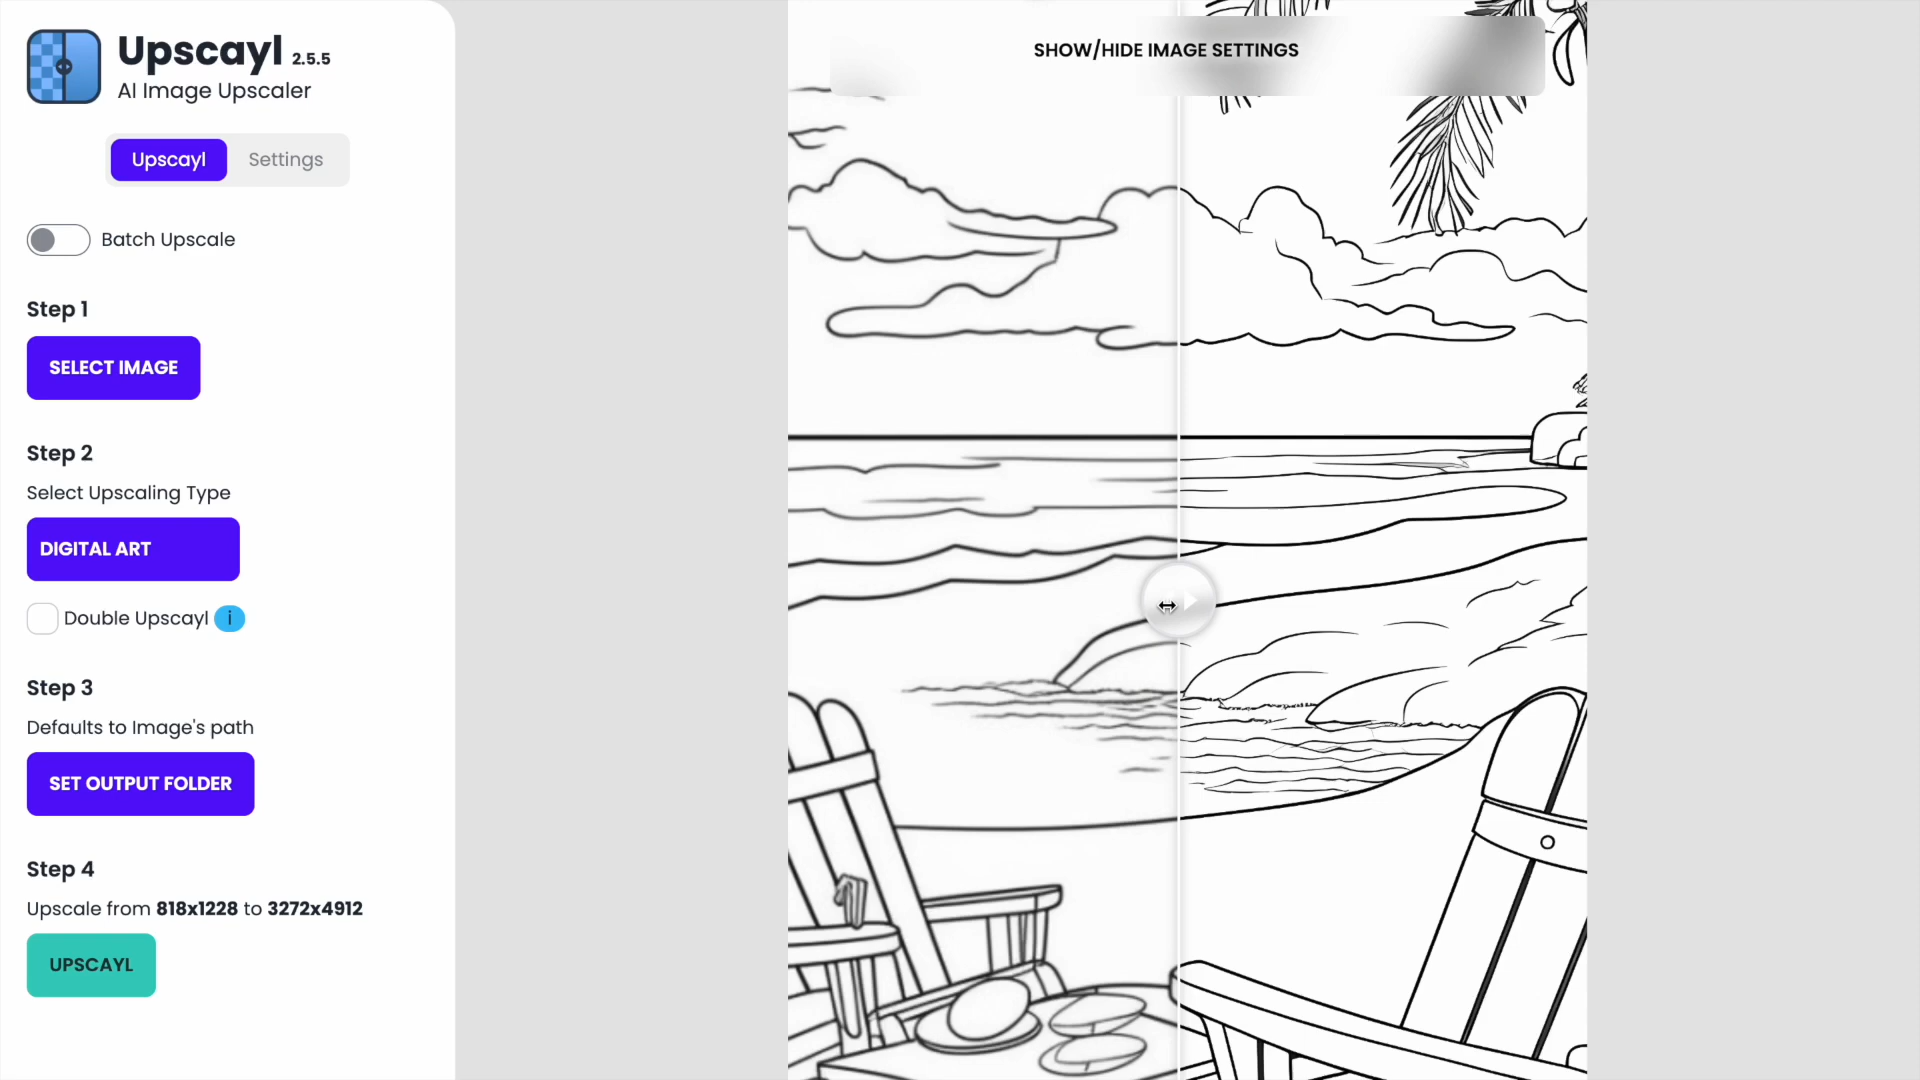 Upscayl 2.5.5
AI Image Upscaler
Upscayl Settings
Batch Upscale
Step 1
SELECT IMAGE
Step 2
Select Upscaling Type
DIGITAL ART
Double Upscayl i
Step 3
Defaults to Image's path
SET OUTPUT FOLDER
Step 4
Upscale from 818x1228 to 3272x4912
UPSCAYL
SHOW/HIDE IMAGE SETTINGS